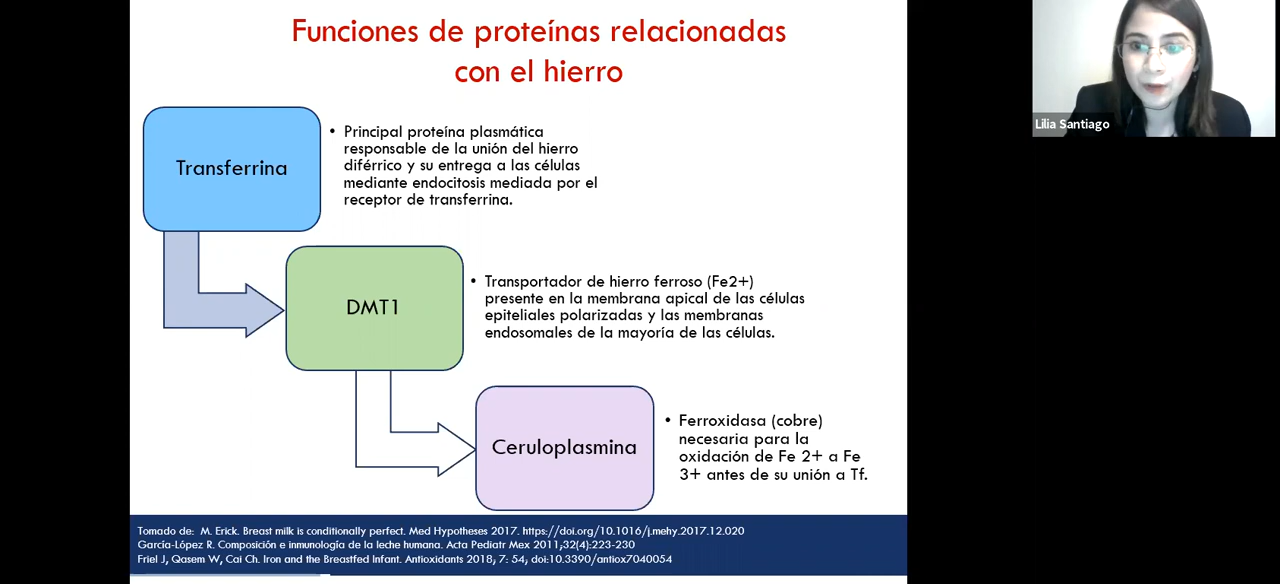 Funciones de proteínas relacionadas
con el hierro
Transferrina
• Principal proteína plasmática
responsable de la unión del hierro
diférrico y su entrega a las células
mediante endocitosis mediada por el
receptor de transferrina.
DMT1
• Transportador de hierro ferroso (Fe2+)
presente en la membrana apical de las células
epiteliales polarizadas y las membranas
endosomales de la mayoría de las células.
Ceruloplasmina
• Ferroxidasa (cobre)
necesaria para la
oxidación de Fe 2+ a Fe
3+ antes de su unión a Tf.
Tomado de: M. Erick. Breast milk is conditionally perfect. Med Hypotheses 2017. https://doi.org/10.1016/j.mehy.2017.12.020
García-López R. Composición e inmunología de la leche humana. Acta Pediatr Mex 2011;32(4):223-230
Friel J, Qasem W, Cai Ch. Iron and the Breastfed Infant. Antioxidants 2018; 7: 54; doi:10.3390/antiox7040054
Lilia Santiago